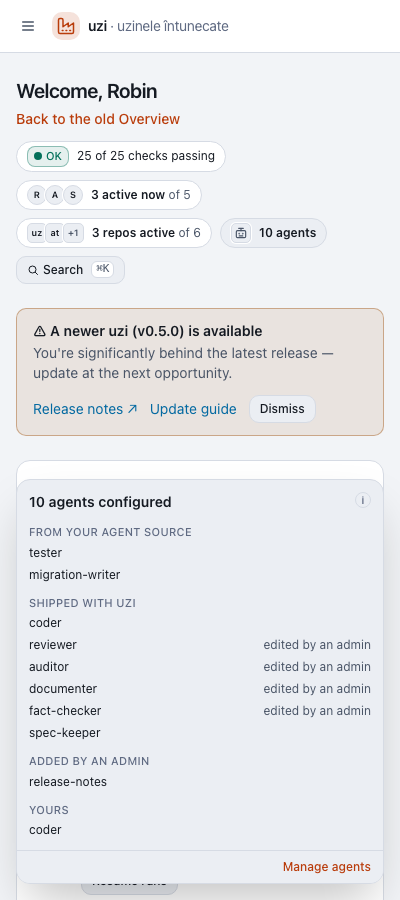 uzi · uzinele întunecate
Welcome, Robin
Back to the old Overview
OK 25 of 25 checks passing
R A S 3 active now of 5
uz at +1 3 repos active of 6 10 agents
Search ⌘K
A newer uzi (v0.5.0) is available
You're significantly behind the latest release —
update at the next opportunity.
Release notes ↗ Update guide Dismiss
10 agents configured i
FROM YOUR AGENT SOURCE
tester
migration-writer
SHIPPED WITH UZI
coder
reviewer edited by an admin
auditor edited by an admin
documenter edited by an admin
fact-checker edited by an admin
spec-keeper
ADDED BY AN ADMIN
release-notes
YOURS
coder
Manage agents